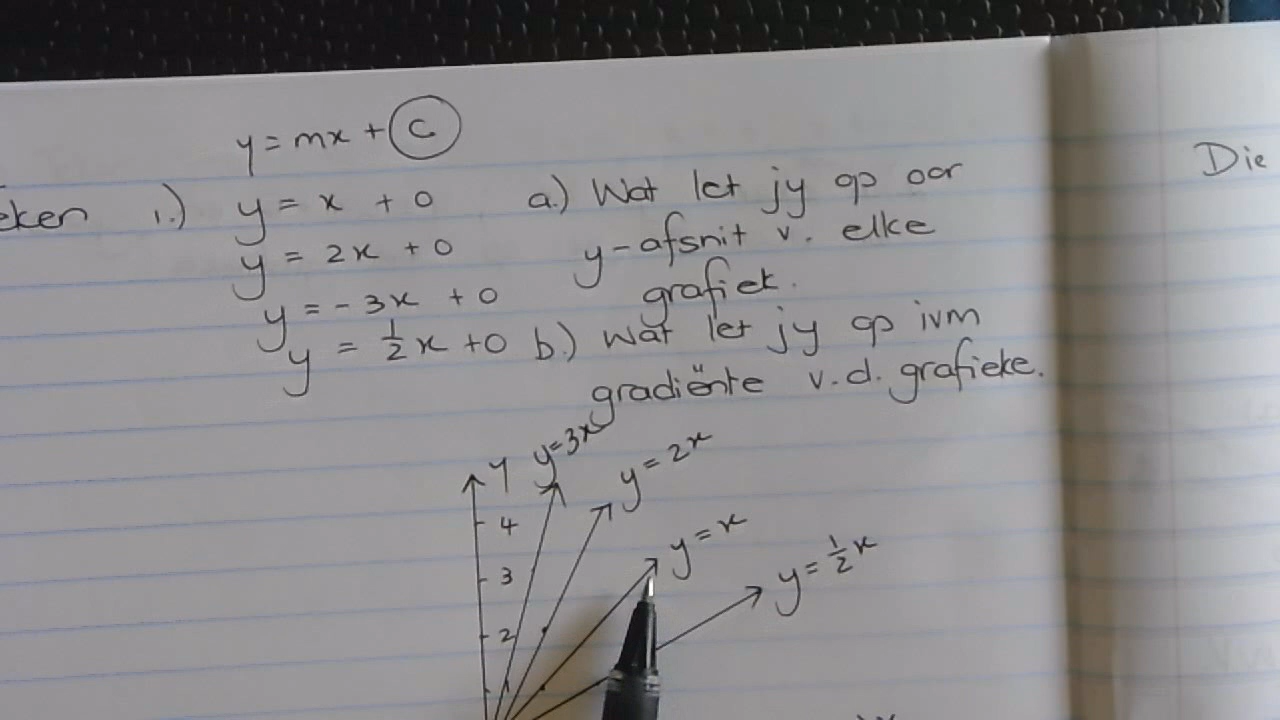 y = mx + c
eken 1.) y = x + 0 a.) Wat let jy op oor
y = 2x + 0 y-afsnit v. elke
y = -3x + 0 grafiek.
y = ½x + 0 b.) Wat let jy op ivm
gradiënte v.d. grafieke.
Die
Y y=3x y=2x
4
3 y=x y=½x
2
1